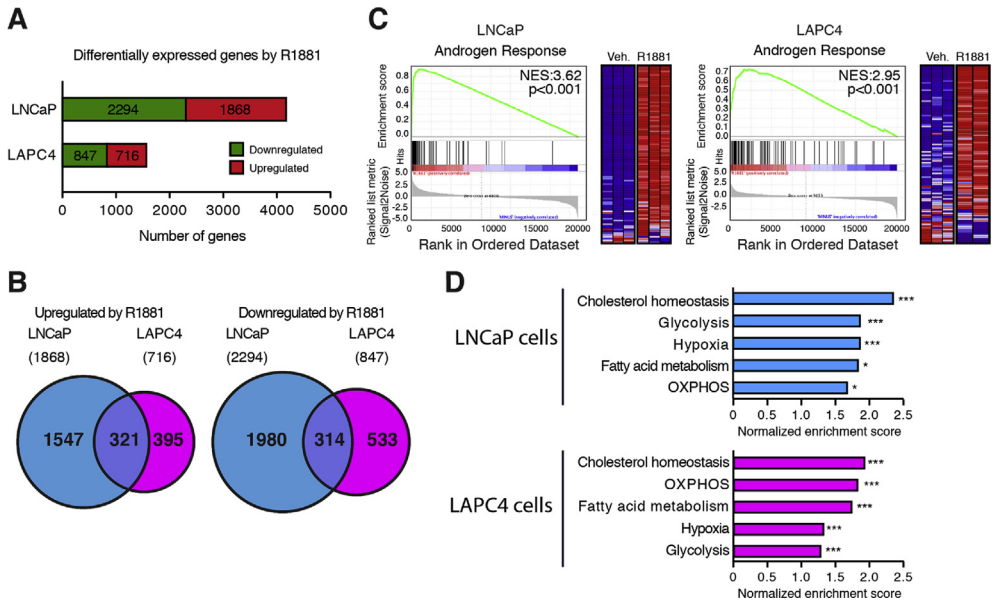 A
Differentially expressed genes by R1881
LNCaP
2294
1868
LAPC4
847
716
Downregulated
Upregulated
0
1000
2000
3000
4000
5000
Number of genes
B
Upregulated by R1881
LNCaP
LAPC4
(1868)
(716)
1547
321
395
Downregulated by R1881
LNCaP
LAPC4
(2294)
(847)
1980
314
533
C
LNCaP
Androgen Response
NES:3.62
p<0.001
Enrichment score
0.8
0.6
0.4
0.2
0.0
Hits
Ranked list metric
(Signal2Noise)
5.0
2.5
0.0
-2.5
-5.0
'MINUS' (negatively correlated)
0
5000
10000
15000
20000
Rank in Ordered Dataset
Veh.
R1881
LAPC4
Androgen Response
NES:2.95
p<0.001
Enrichment score
0.7
0.6
0.5
0.4
0.3
0.2
0.1
0.0
Hits
Ranked list metric
(Signal2Noise)
5.0
2.5
0.0
-2.5
'MINUS' (negatively correlated)
0
5000
10000
15000
20000
Rank in Ordered Dataset
Veh.
R1881
D
LNCaP cells
Cholesterol homeostasis
***
Glycolysis
***
Hypoxia
***
Fatty acid metabolism
*
OXPHOS
*
0
0.5
1.0
1.5
2.0
2.5
Normalized enrichment score
LAPC4 cells
Cholesterol homeostasis
***
OXPHOS
***
Fatty acid metabolism
***
Hypoxia
***
Glycolysis
***
0
0.5
1.0
1.5
2.0
2.5
Normalized enrichment score